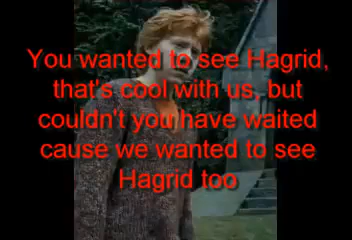 You wanted to see Hagrid,
that's cool with us, but
couldn't you have waited
cause we wanted to see
Hagrid too